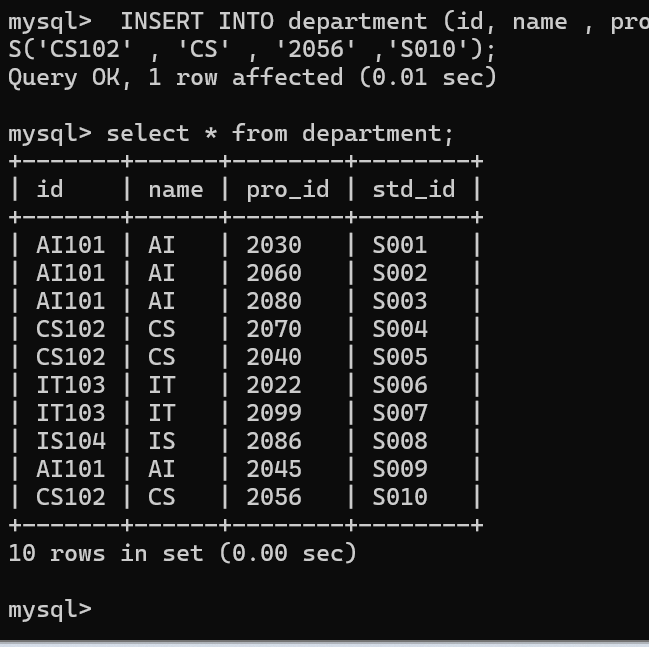 mysql>  INSERT INTO department (id, name , pro
S('CS102' , 'CS' , '2056' ,'S010');
Query OK, 1 row affected (0.01 sec)
mysql> select * from department;
+-------+------+--------+--------+
| id    | name | pro_id | std_id |
+-------+------+--------+--------+
| AI101 | AI   | 2030   | S001   |
| AI101 | AI   | 2060   | S002   |
| AI101 | AI   | 2080   | S003   |
| CS102 | CS   | 2070   | S004   |
| CS102 | CS   | 2040   | S005   |
| IT103 | IT   | 2022   | S006   |
| IT103 | IT   | 2099   | S007   |
| IS104 | IS   | 2086   | S008   |
| AI101 | AI   | 2045   | S009   |
| CS102 | CS   | 2056   | S010   |
+-------+------+--------+--------+
10 rows in set (0.00 sec)
mysql>